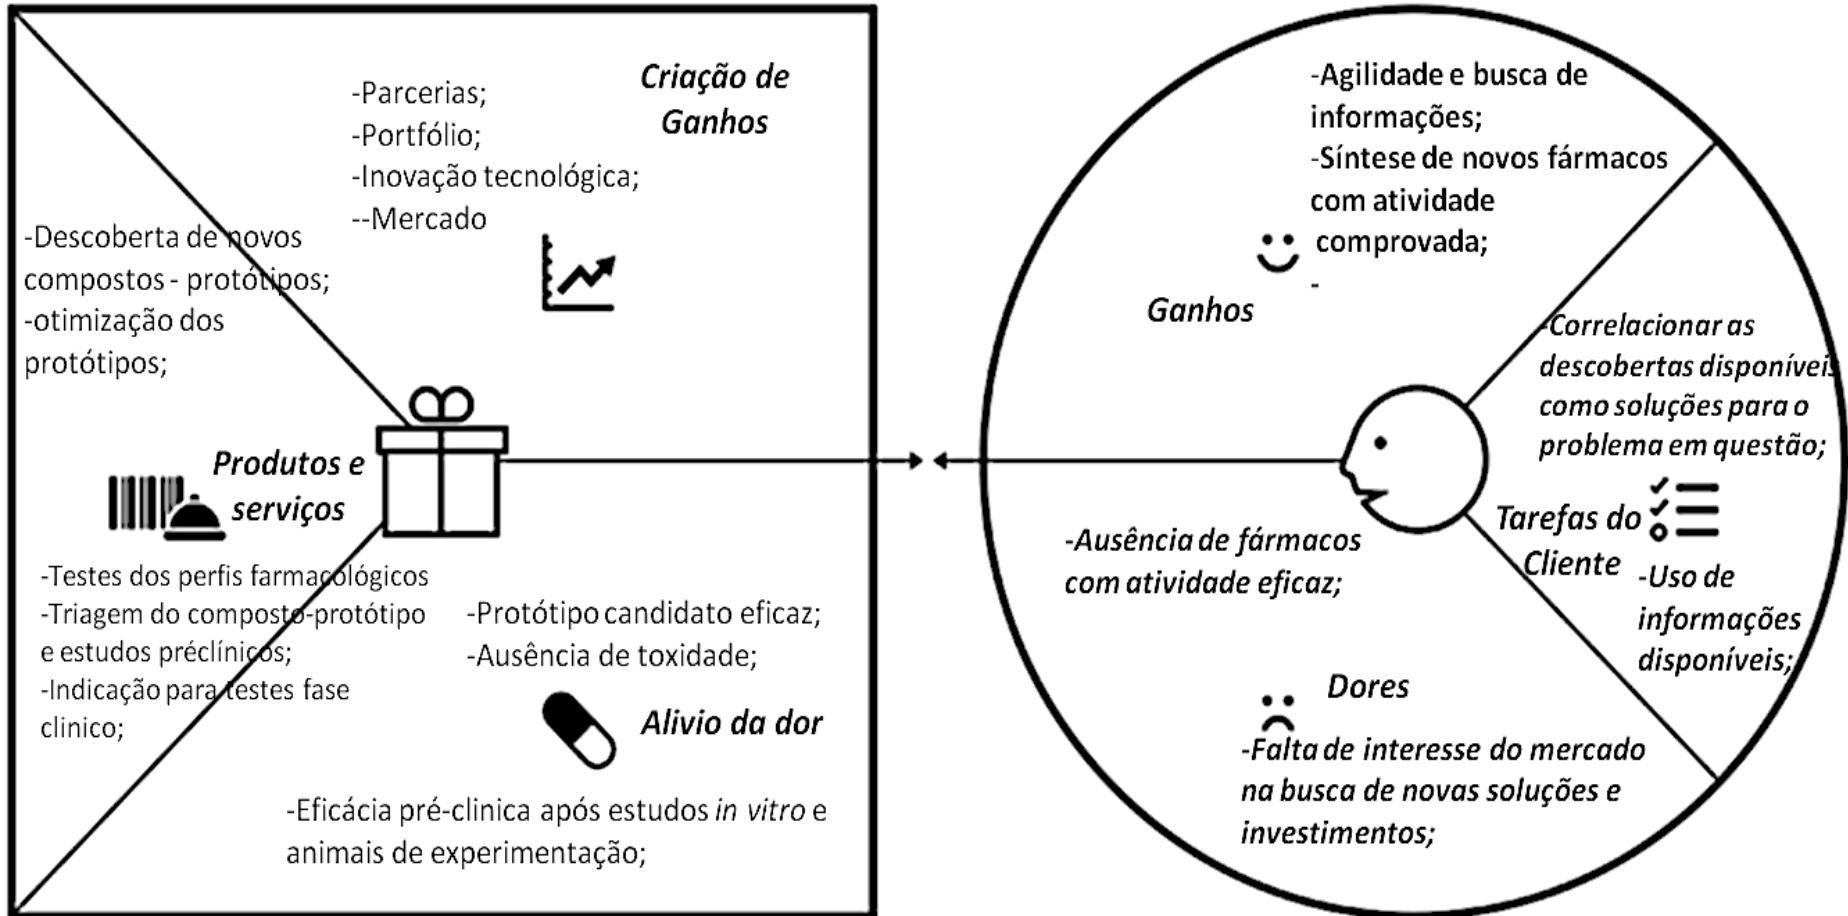 -Parcerias;
-Portfólio;
-Inovação tecnológica;
--Mercado
Criação de
Ganhos
-Descoberta de novos
compostos - protótipos;
-otimização dos
protótipos;
Produtos e
serviços
-Testes dos perfis farmacológicos
-Triagem do composto-protótipo
e estudos préclínicos;
-Indicação para testes fase
clinico;
-Protótipo candidato eficaz;
-Ausência de toxidade;
Alivio da dor
-Eficácia pré-clinica após estudos in vitro e
animais de experimentação;
-Agilidade e busca de
informações;
-Síntese de novos fármacos
com atividade
comprovada;
-
Ganhos
-Correlacionar as
descobertas disponíveis
como soluções para o
problema em questão;
Tarefas do
Cliente
-Uso de
informações
disponíveis;
-Ausência de fármacos
com atividade eficaz;
Dores
-Falta de interesse do mercado
na busca de novas soluções e
investimentos;